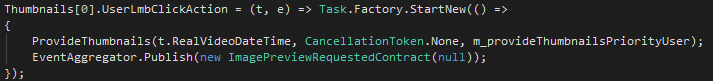 Thumbnails[0].UserLmbClickAction = (t, e) => Task.Factory.StartNew(() =>
{
    ProvideThumbnails(t.RealVideoDateTime, CancellationToken.None, m_provideThumbnailsPriorityUser);
    EventAggregator.Publish(new ImagePreviewRequestedContract(null));
});